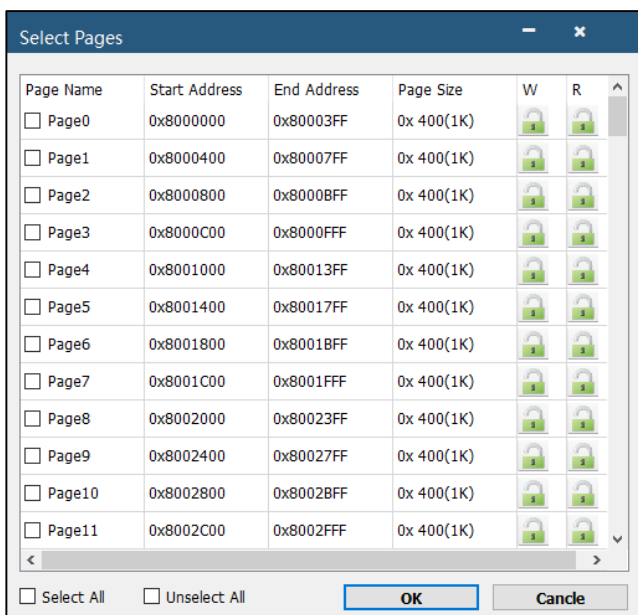 Select Pages
Page Name Start Address End Address Page Size W R
Page0 0x8000000 0x80003FF 0x 400(1K)
Page1 0x8000400 0x80007FF 0x 400(1K)
Page2 0x8000800 0x8000BFF 0x 400(1K)
Page3 0x8000C00 0x8000FFF 0x 400(1K)
Page4 0x8001000 0x80013FF 0x 400(1K)
Page5 0x8001400 0x80017FF 0x 400(1K)
Page6 0x8001800 0x8001BFF 0x 400(1K)
Page7 0x8001C00 0x8001FFF 0x 400(1K)
Page8 0x8002000 0x80023FF 0x 400(1K)
Page9 0x8002400 0x80027FF 0x 400(1K)
Page10 0x8002800 0x8002BFF 0x 400(1K)
Page11 0x8002C00 0x8002FFF 0x 400(1K)
Select All Unselect All OK Cancle